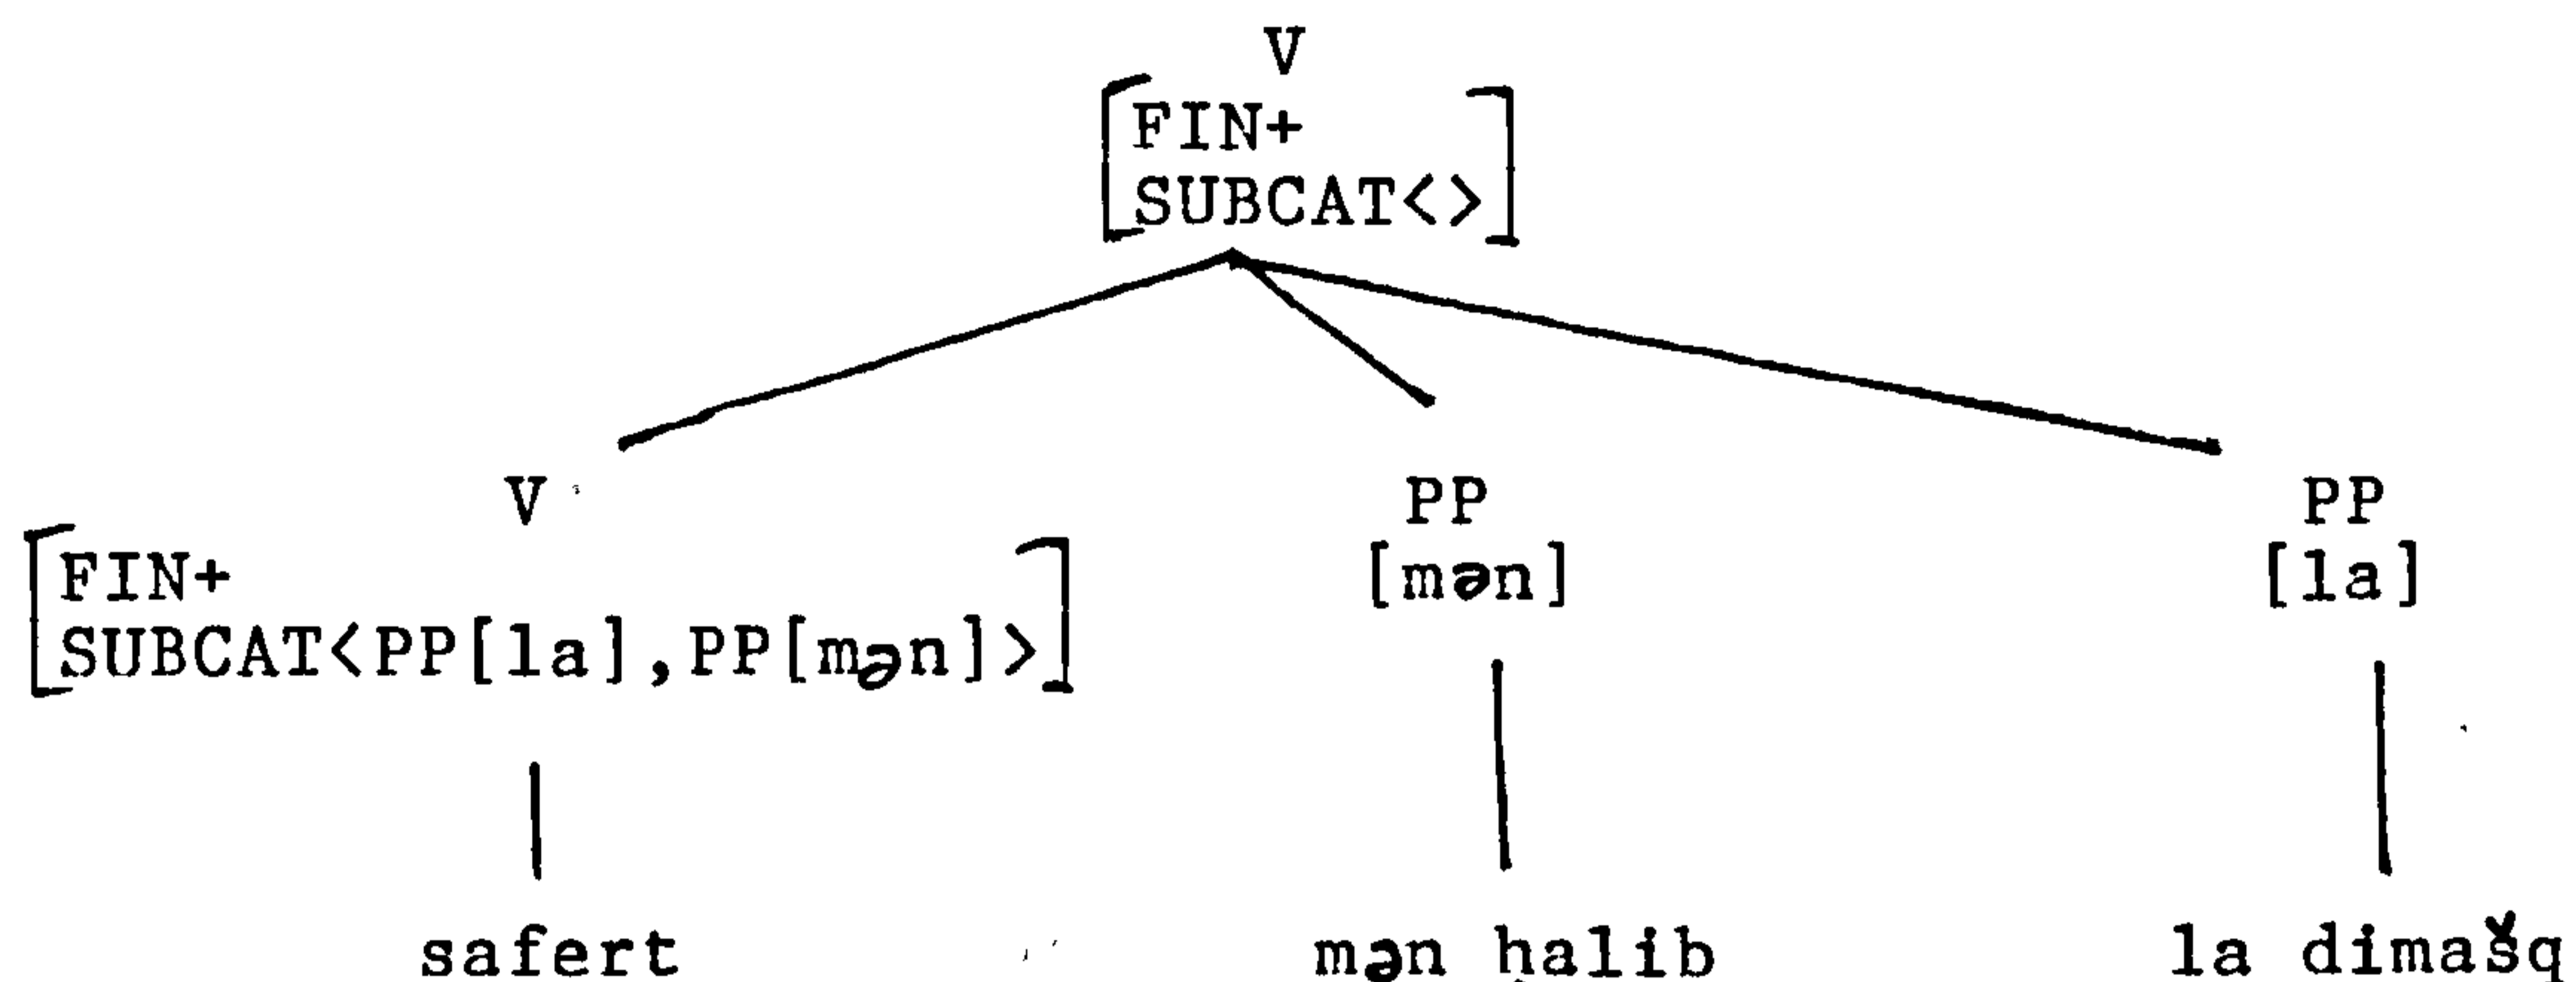 V
[FIN+
SUBCAT<>]
V PP PP
[FIN+ [mən] [la]
SUBCAT<PP[la],PP[mən]>]
safert mən ḥalib la dimašq